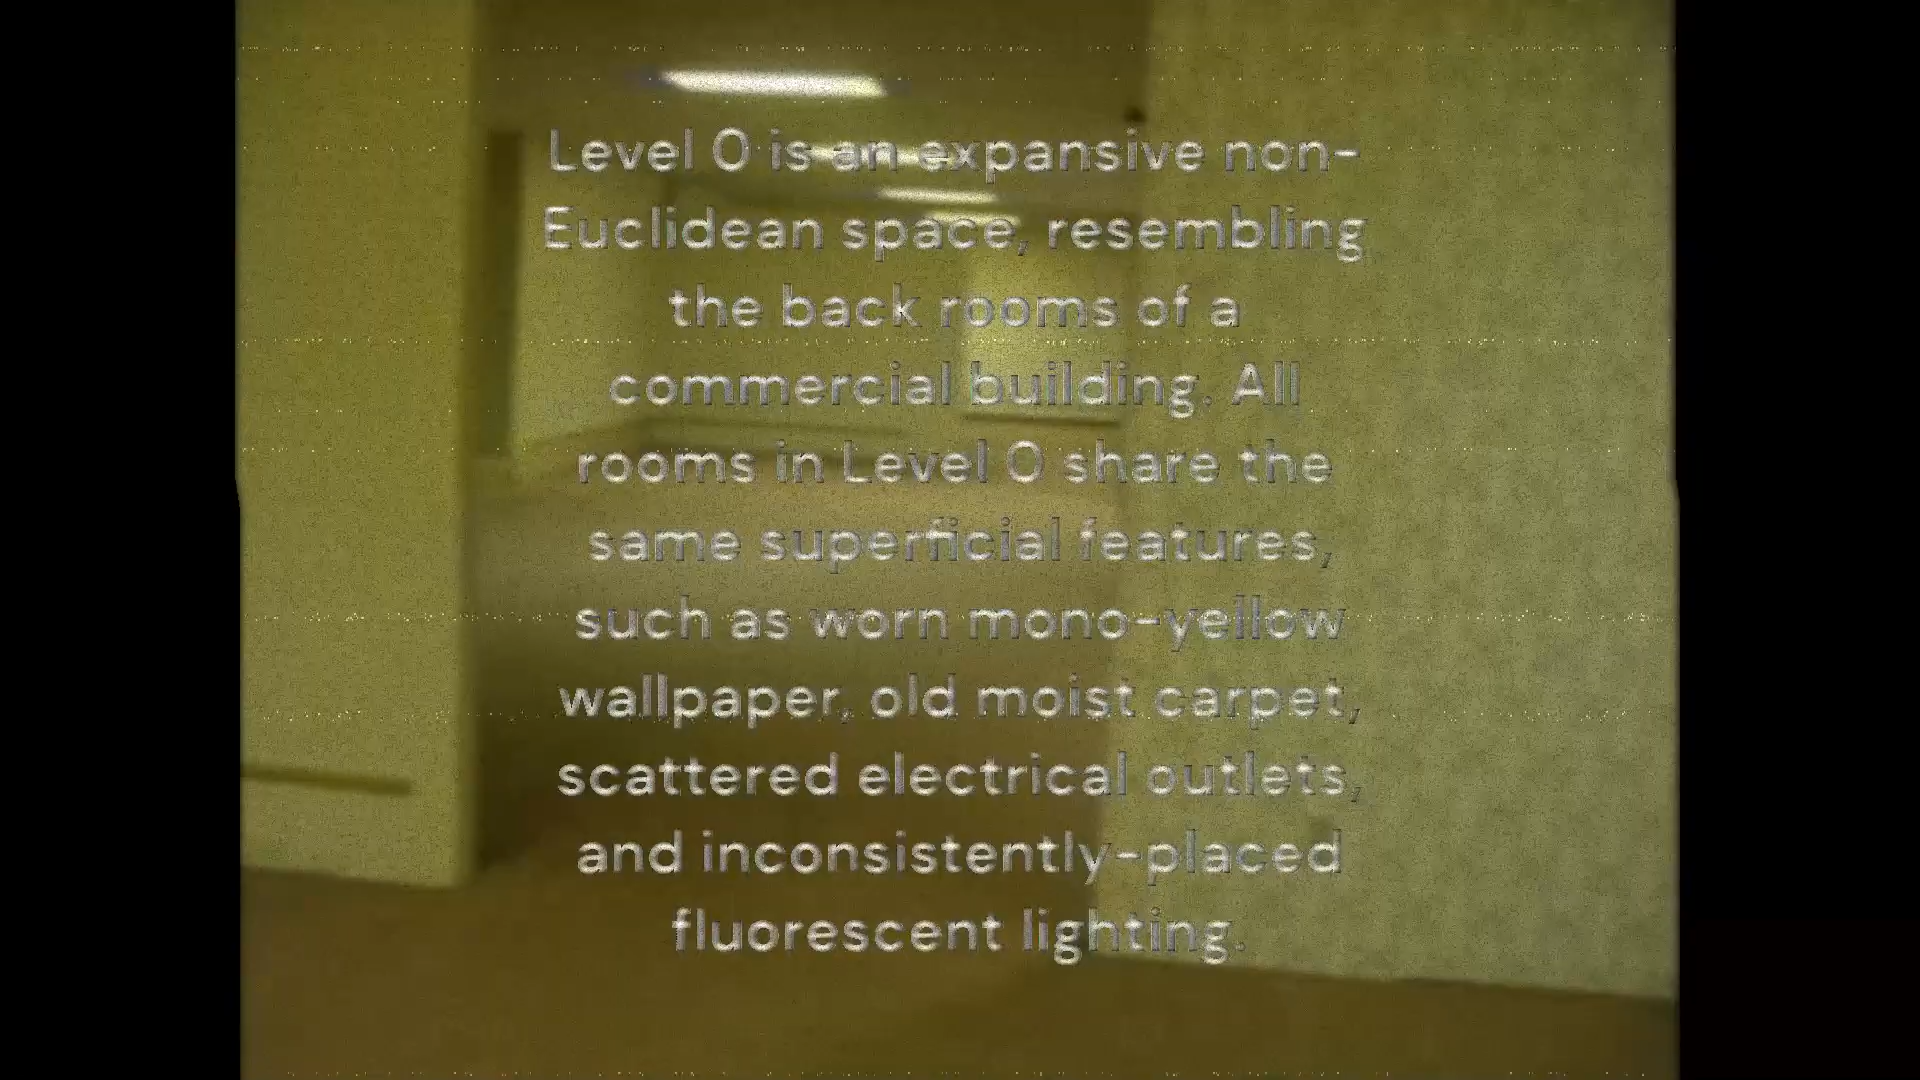 Level 0 is an expansive non-
Euclidean space, resembling
the back rooms of a
commercial building. All
rooms in Level 0 share the
same superficial features,
such as worn mono-yellow
wallpaper, old moist carpet,
scattered electrical outlets,
and inconsistently-placed
fluorescent lighting.